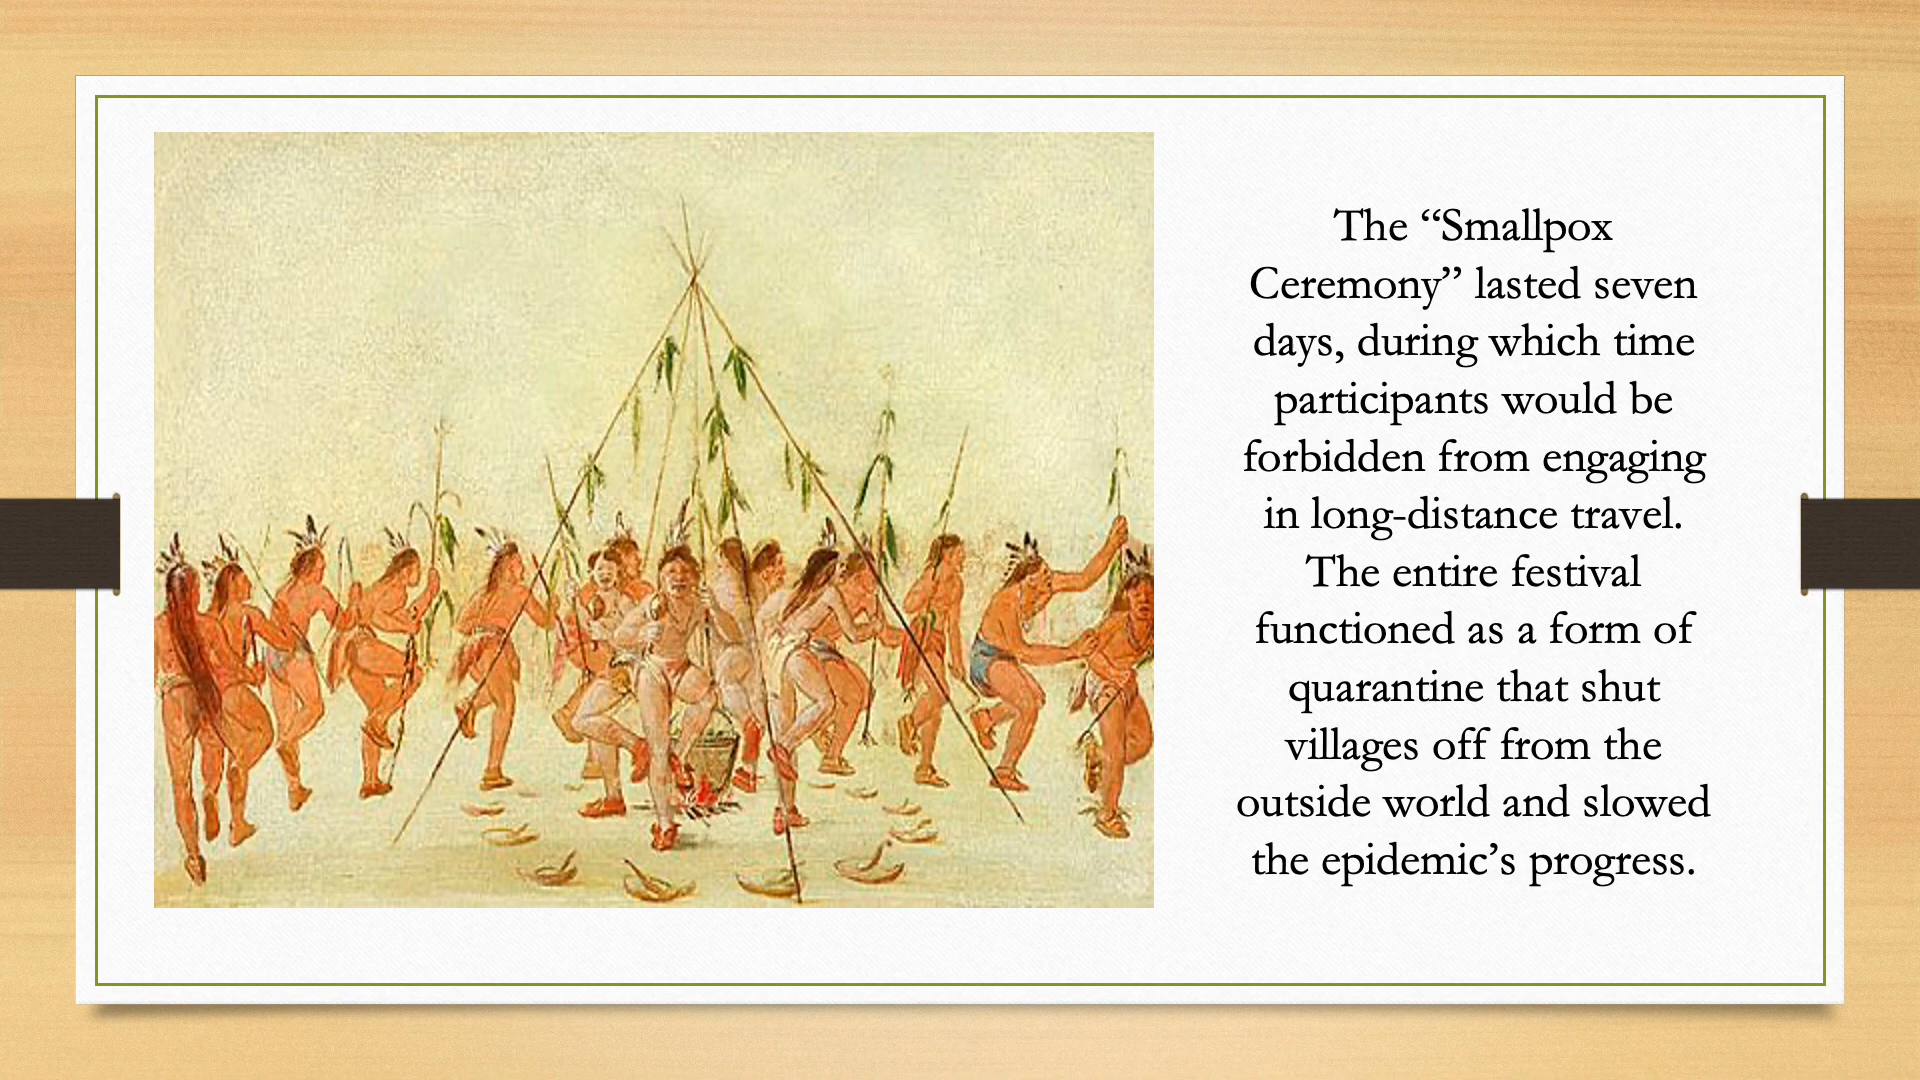 The “Smallpox
Ceremony” lasted seven
days, during which time
participants would be
forbidden from engaging
in long-distance travel.
The entire festival
functioned as a form of
quarantine that shut
villages off from the
outside world and slowed
the epidemic’s progress.